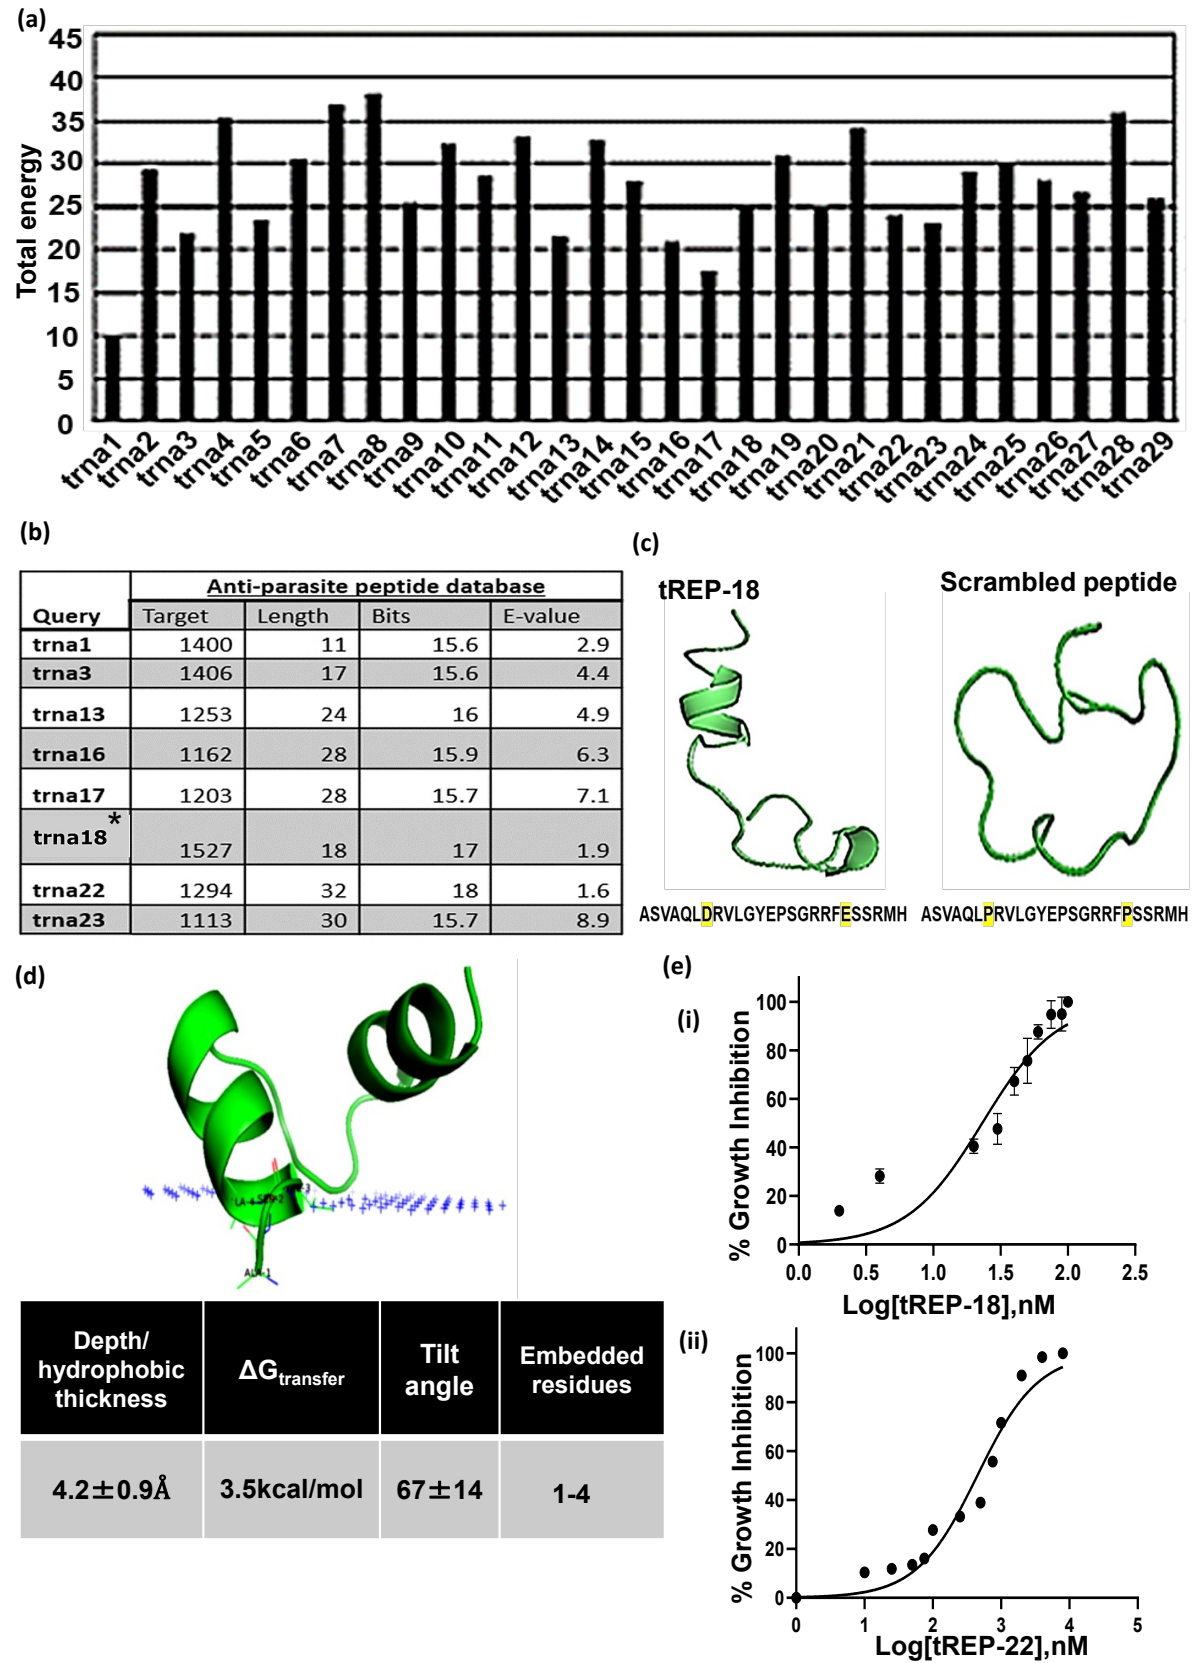 (a)
Total energy
45
40
35
30
25
20
15
10
5
0
trna1
trna2
trna3
trna4
trna5
trna6
trna7
trna8
trna9
trna10
trna11
trna12
trna13
trna14
trna15
trna16
trna17
trna18
trna19
trna20
trna21
trna22
trna23
trna24
trna25
trna26
trna27
trna28
trna29
(b)
Query Anti-parasite peptide database
Target Length Bits E-value
trna1 1400 11 15.6 2.9
trna3 1406 17 15.6 4.4
trna13 1253 24 16 4.9
trna16 1162 28 15.9 6.3
trna17 1203 28 15.7 7.1
trna18* 1527 18 17 1.9
trna22 1294 32 18 1.6
trna23 1113 30 15.7 8.9
(c)
tREP-18
Scrambled peptide
ASVAQLDRVLGYEPSGRRFESSRMH
ASVAQLPRVLGYEPSGRRFPSSRMH
(d)
ALA-1
Depth/
hydrophobic
thickness
ΔGtransfer
Tilt
angle
Embedded
residues
4.2±0.9Å
3.5kcal/mol
67±14
1-4
(e)
(i)
% Growth Inhibition
100
80
60
40
20
0
0.0 0.5 1.0 1.5 2.0 2.5
Log[tREP-18],nM
(ii)
% Growth Inhibition
100
80
60
40
20
0
0 1 2 3 4 5
Log[tREP-22],nM